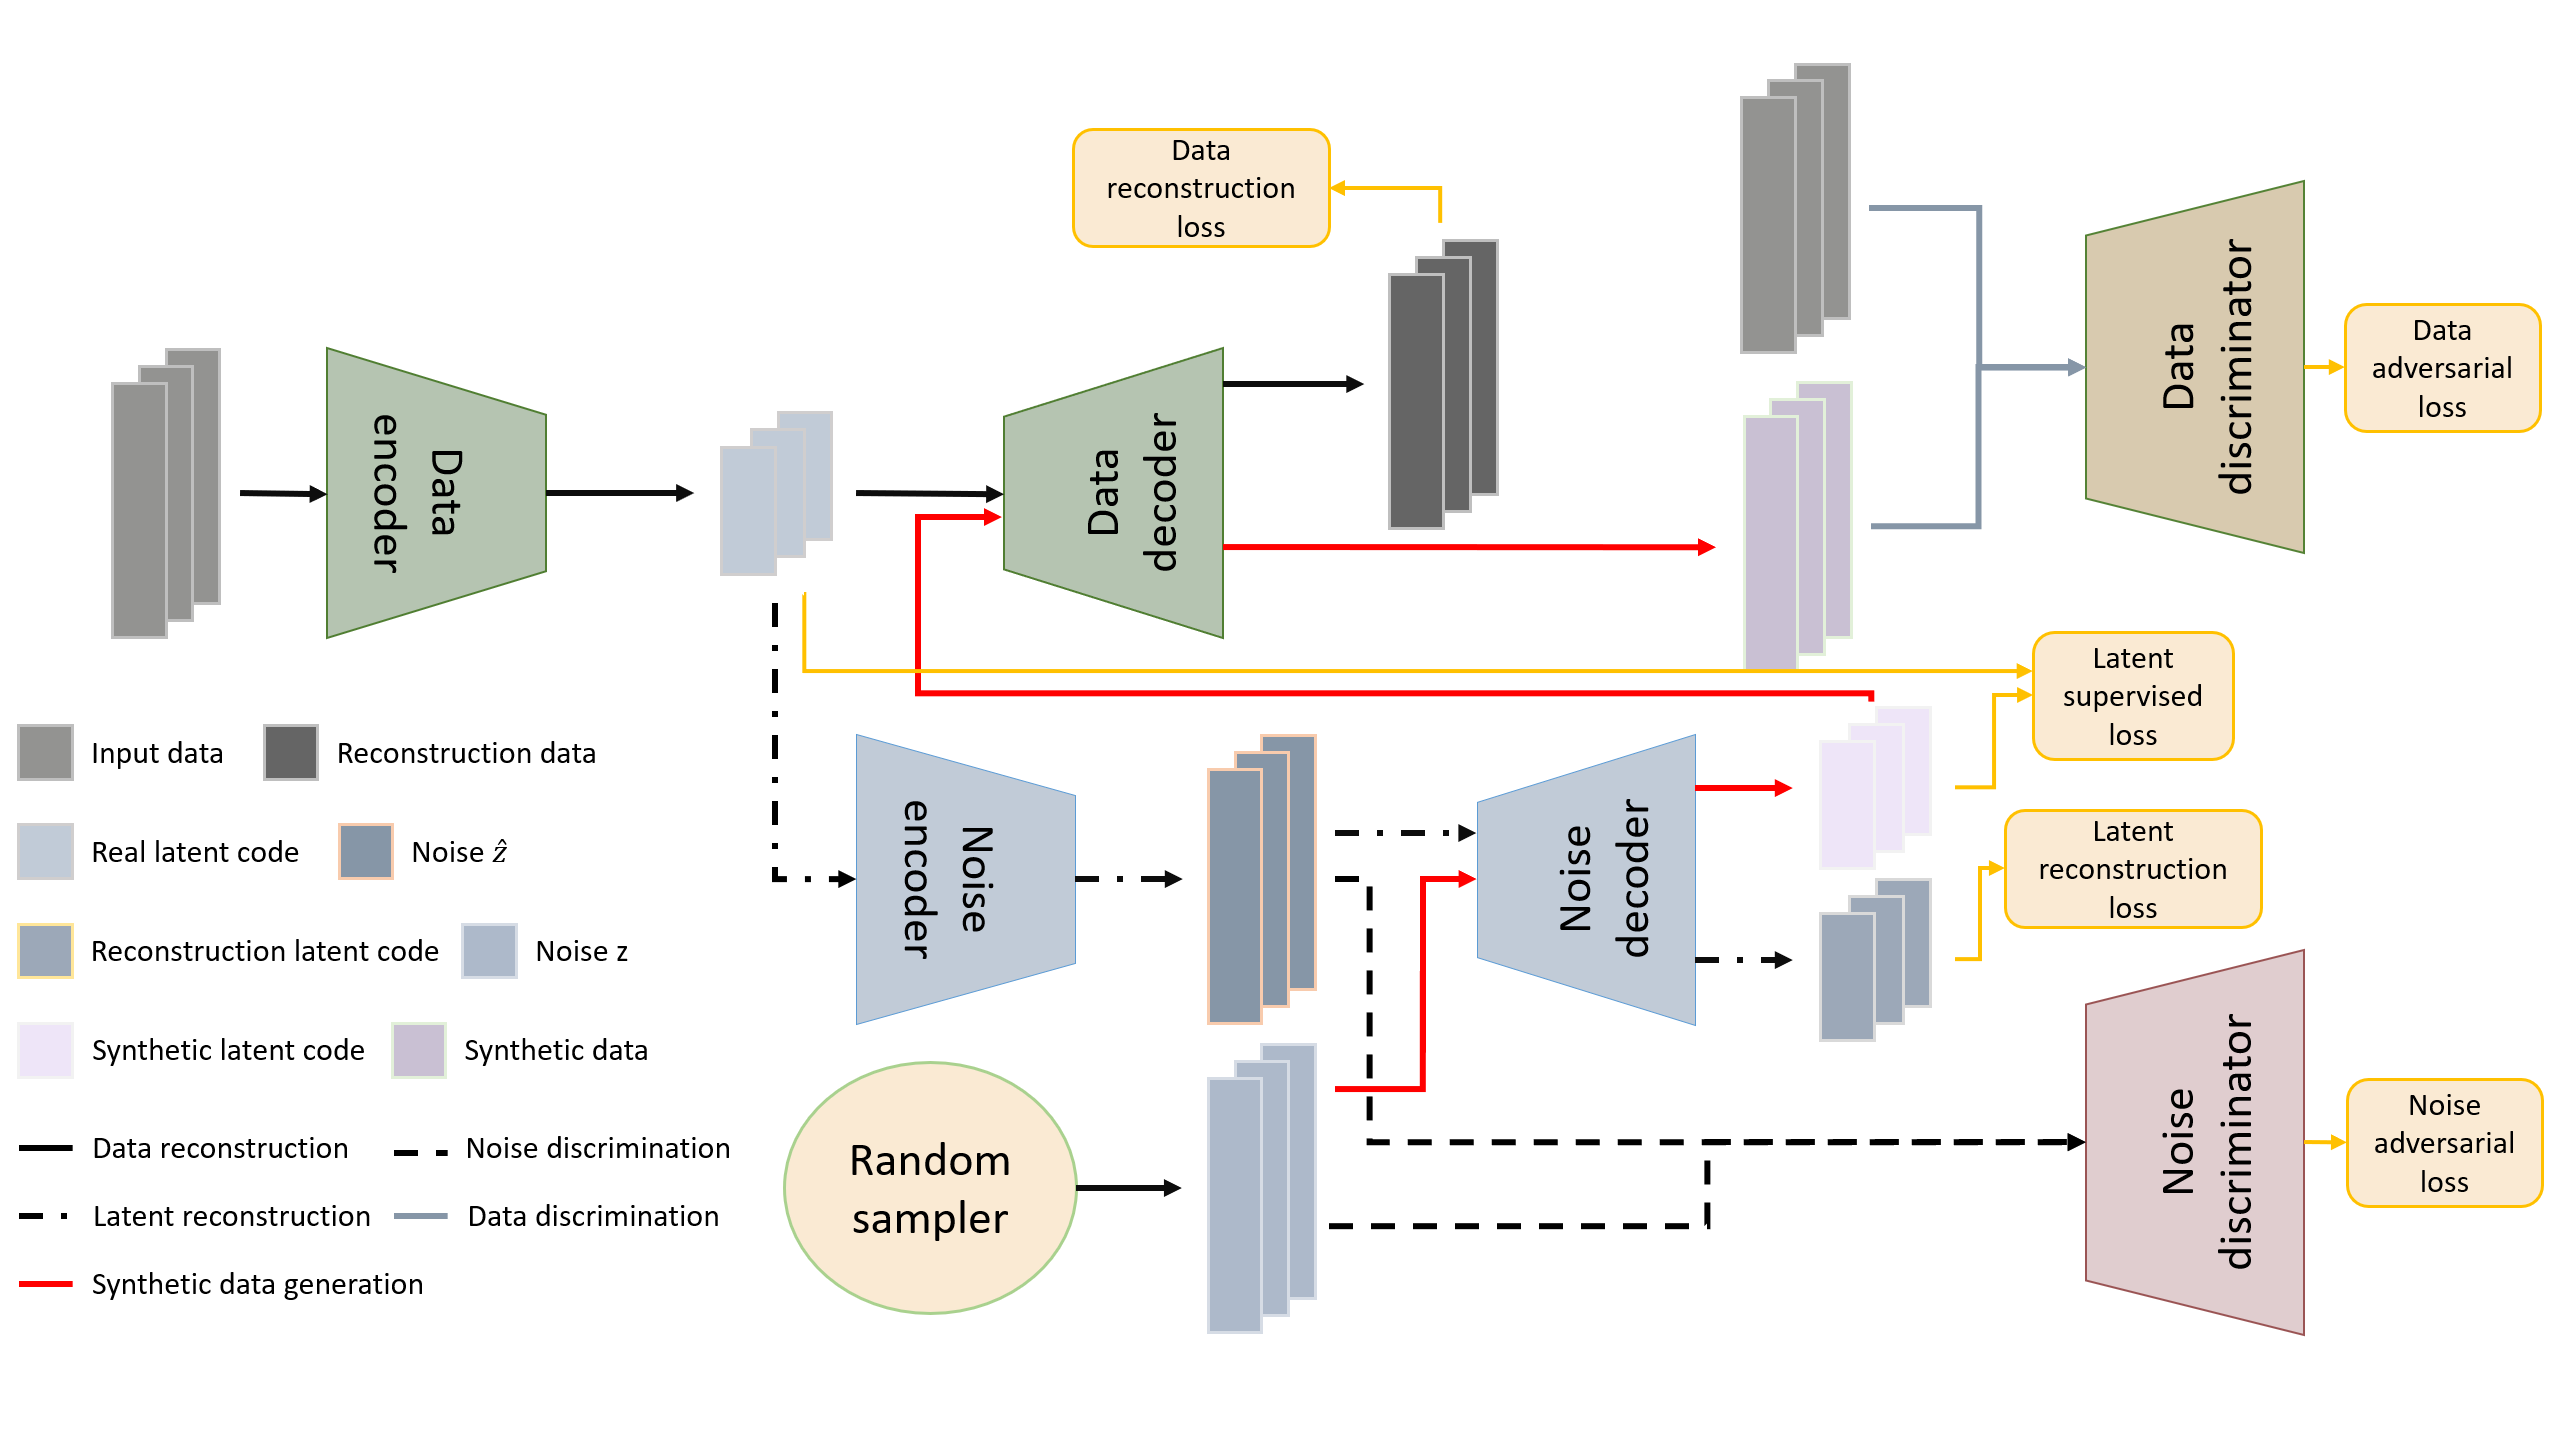 Data
reconstruction
loss
Data
encoder
Data
decoder
Data
discriminator
Data
adversarial
loss
Latent
supervised
loss
Noise
encoder
Noise
decoder
Latent
reconstruction
loss
Random
sampler
Noise
discriminator
Noise
adversarial
loss
Input data
Reconstruction data
Real latent code
Noise ẑ
Reconstruction latent code
Noise z
Synthetic latent code
Synthetic data
Data reconstruction
Noise discrimination
Latent reconstruction
Data discrimination
Synthetic data generation